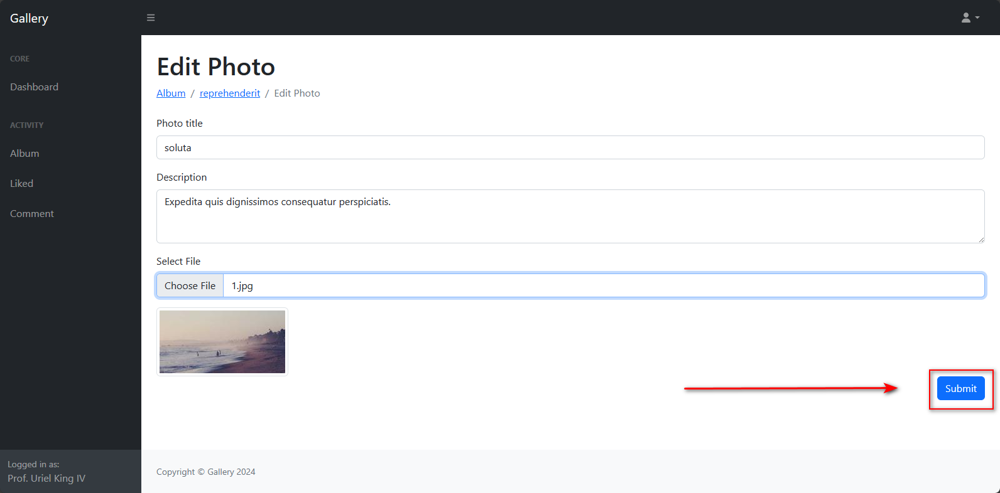 Gallery
CORE
Dashboard
ACTIVITY
Album
Liked
Comment
Logged in as:
Prof. Uriel King IV
Edit Photo
Album / reprehenderit / Edit Photo
Photo title
soluta
Description
Expedita quis dignissimos consequatur perspiciatis.
Select File
Choose File 1.jpg
Submit
Copyright © Gallery 2024